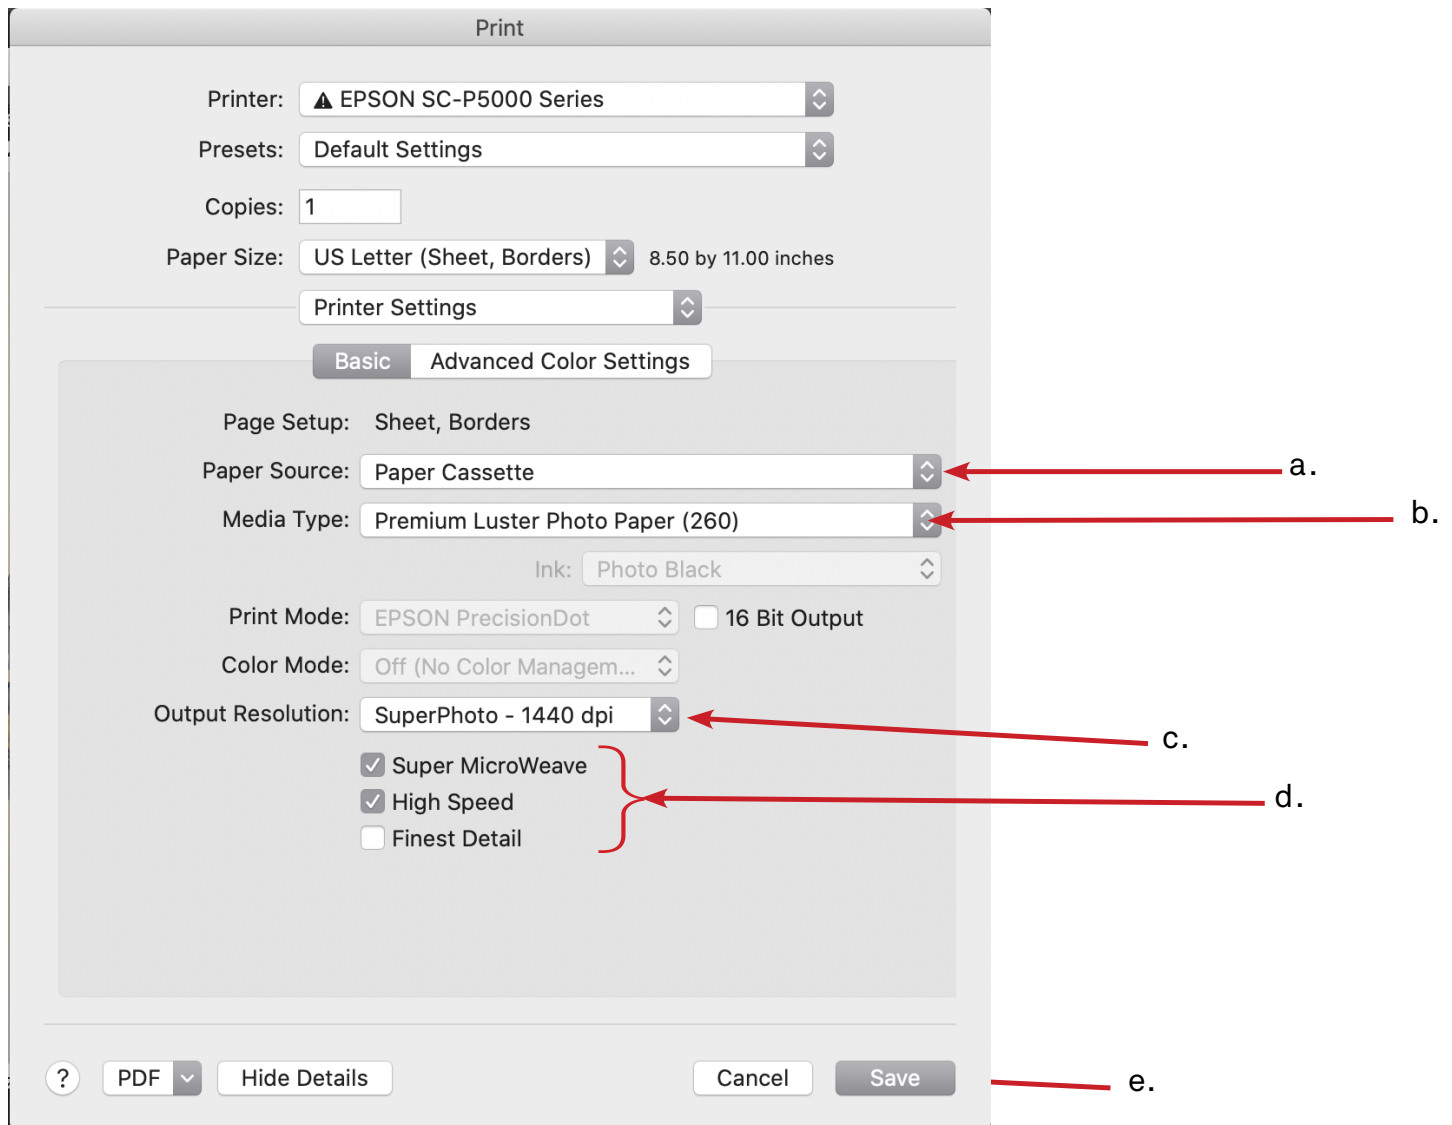 Print
Printer: EPSON SC-P5000 Series
Presets: Default Settings
Copies: 1
Paper Size: US Letter (Sheet, Borders) 8.50 by 11.00 inches
Printer Settings
Basic Advanced Color Settings
Page Setup: Sheet, Borders
Paper Source: Paper Cassette a.
Media Type: Premium Luster Photo Paper (260) b.
Ink: Photo Black
Print Mode: EPSON PrecisionDot 16 Bit Output
Color Mode: Off (No Color Managem...
Output Resolution: SuperPhoto - 1440 dpi c.
Super MicroWeave
High Speed d.
Finest Detail
? PDF Hide Details Cancel Save e.